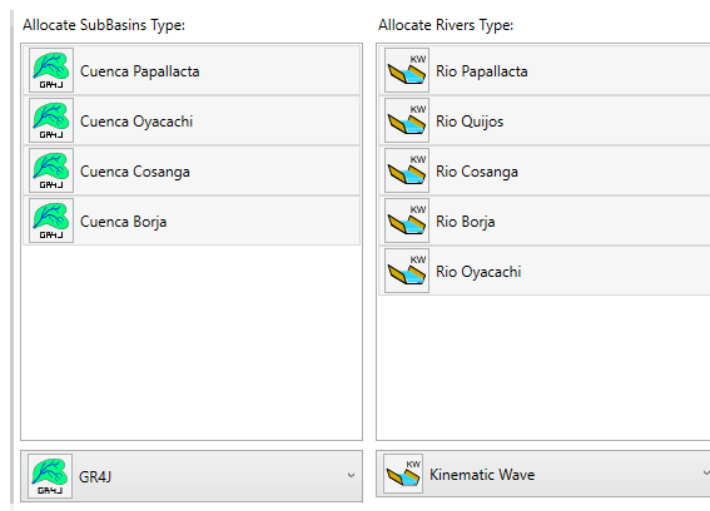 Allocate SubBasins Type:
GR4J Cuenca Papallacta
GR4J Cuenca Oyacachi
GR4J Cuenca Cosanga
GR4J Cuenca Borja
GR4J GR4J
Allocate Rivers Type:
KW Rio Papallacta
KW Rio Quijos
KW Rio Cosanga
KW Rio Borja
KW Rio Oyacachi
KW Kinematic Wave